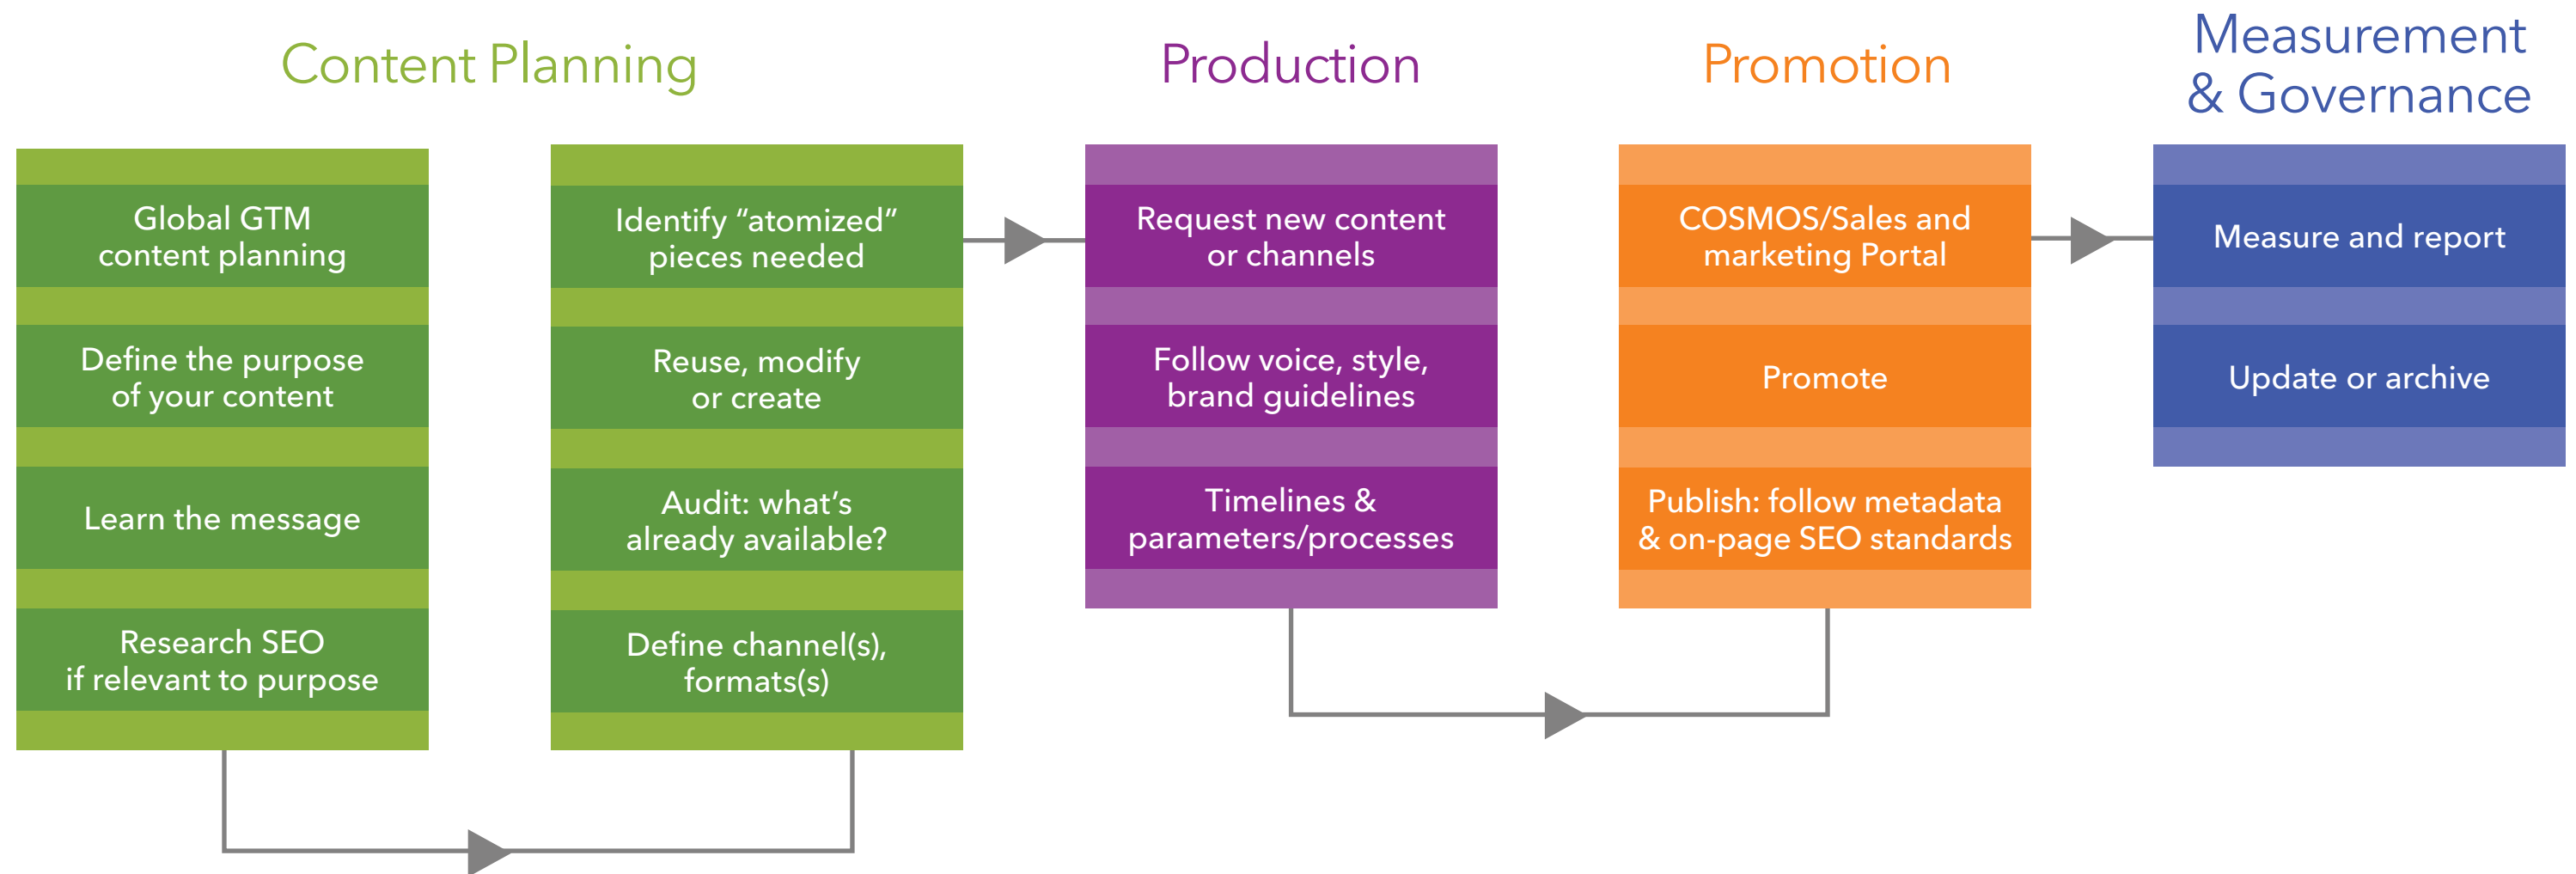 Content Planning
Production
Promotion
Measurement
& Governance
Global GTM
content planning
Define the purpose
of your content
Learn the message
Research SEO
if relevant to purpose
Identify “atomized”
pieces needed
Reuse, modify
or create
Audit: what’s
already available?
Define channel(s),
formats(s)
Request new content
or channels
Follow voice, style,
brand guidelines
Timelines &
parameters/processes
COSMOS/Sales and
marketing Portal
Promote
Publish: follow metadata
& on-page SEO standards
Measure and report
Update or archive